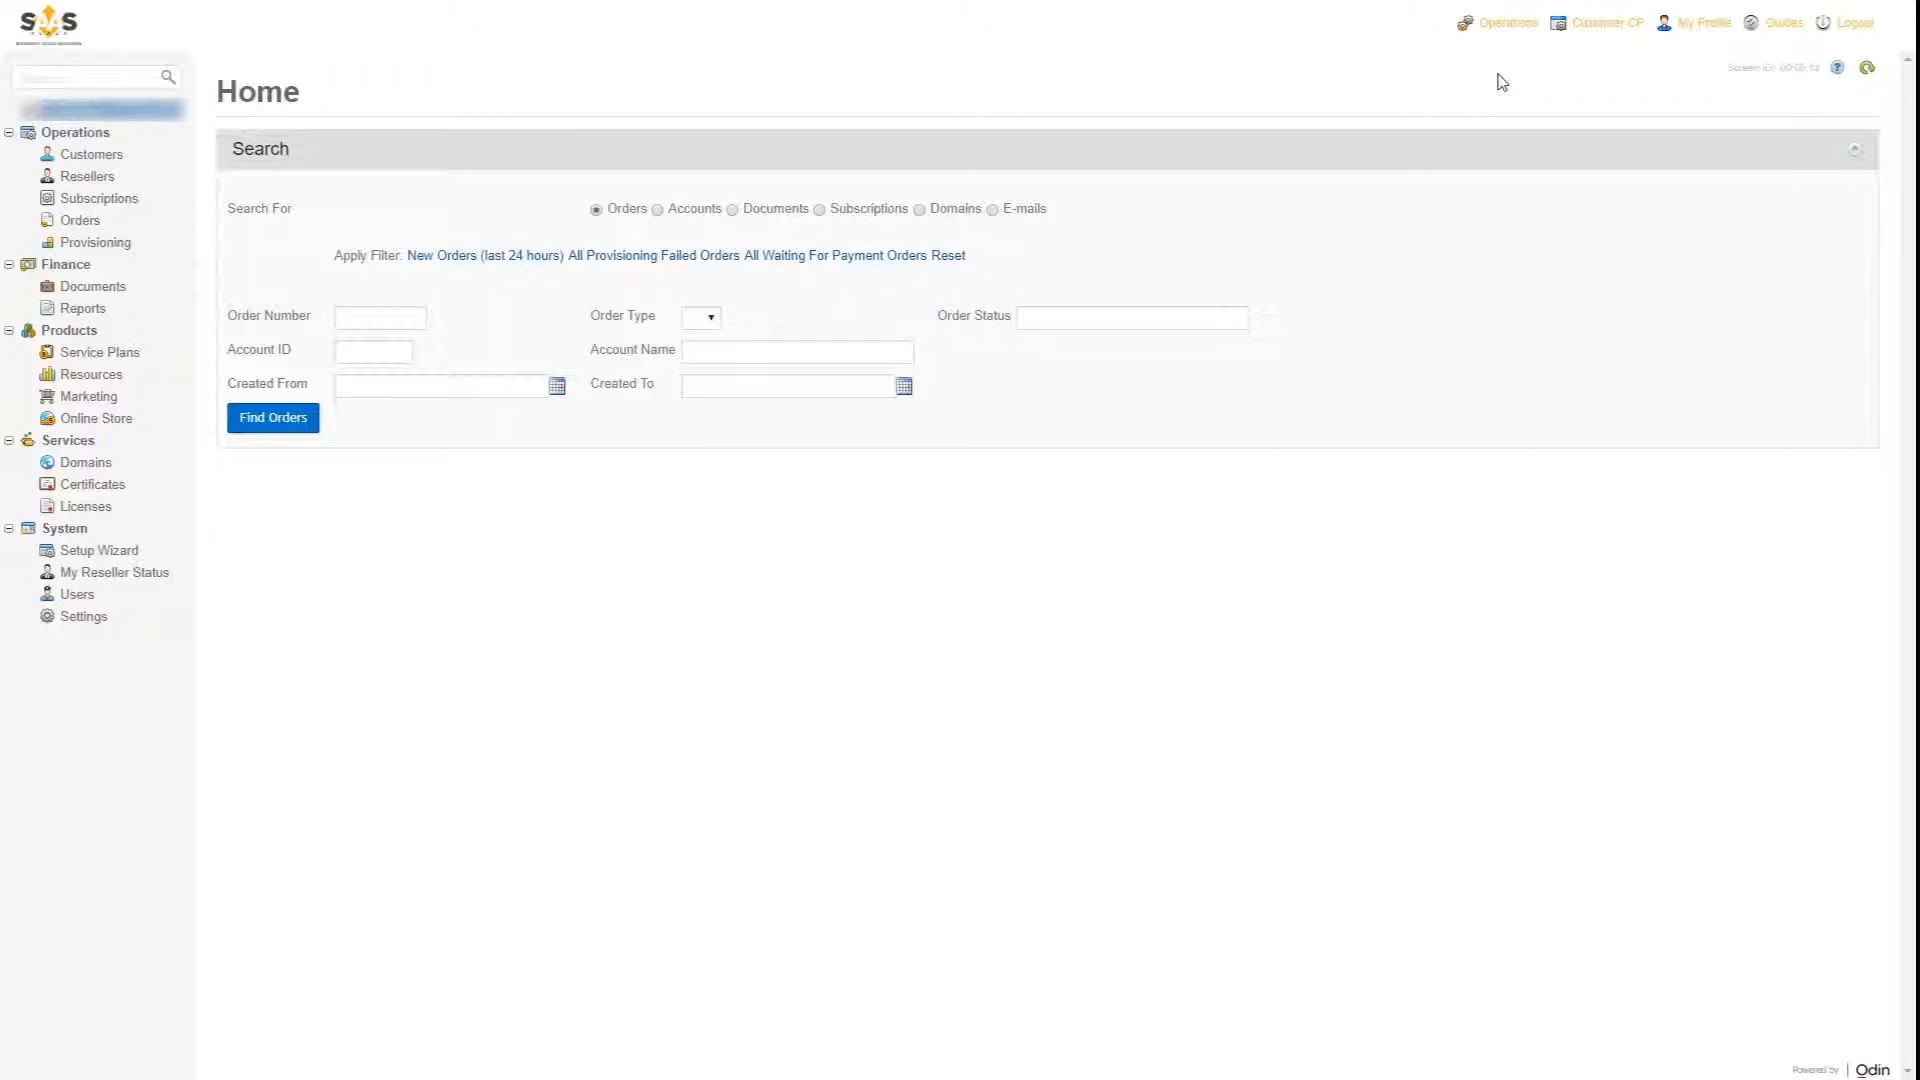 SAAS
Operations Customer CP My Profile Guides Logout
Home
Search
Search For Orders Accounts Documents Subscriptions Domains E-mails
Apply Filter: New Orders (last 24 hours) All Provisioning Failed Orders All Waiting For Payment Orders Reset
Order Number Order Type Order Status
Account ID Account Name
Created From Created To
Find Orders
Operations
Customers
Resellers
Subscriptions
Orders
Provisioning
Finance
Documents
Reports
Products
Service Plans
Resources
Marketing
Online Store
Services
Domains
Certificates
Licenses
System
Setup Wizard
My Reseller Status
Users
Settings
Powered by | Odin